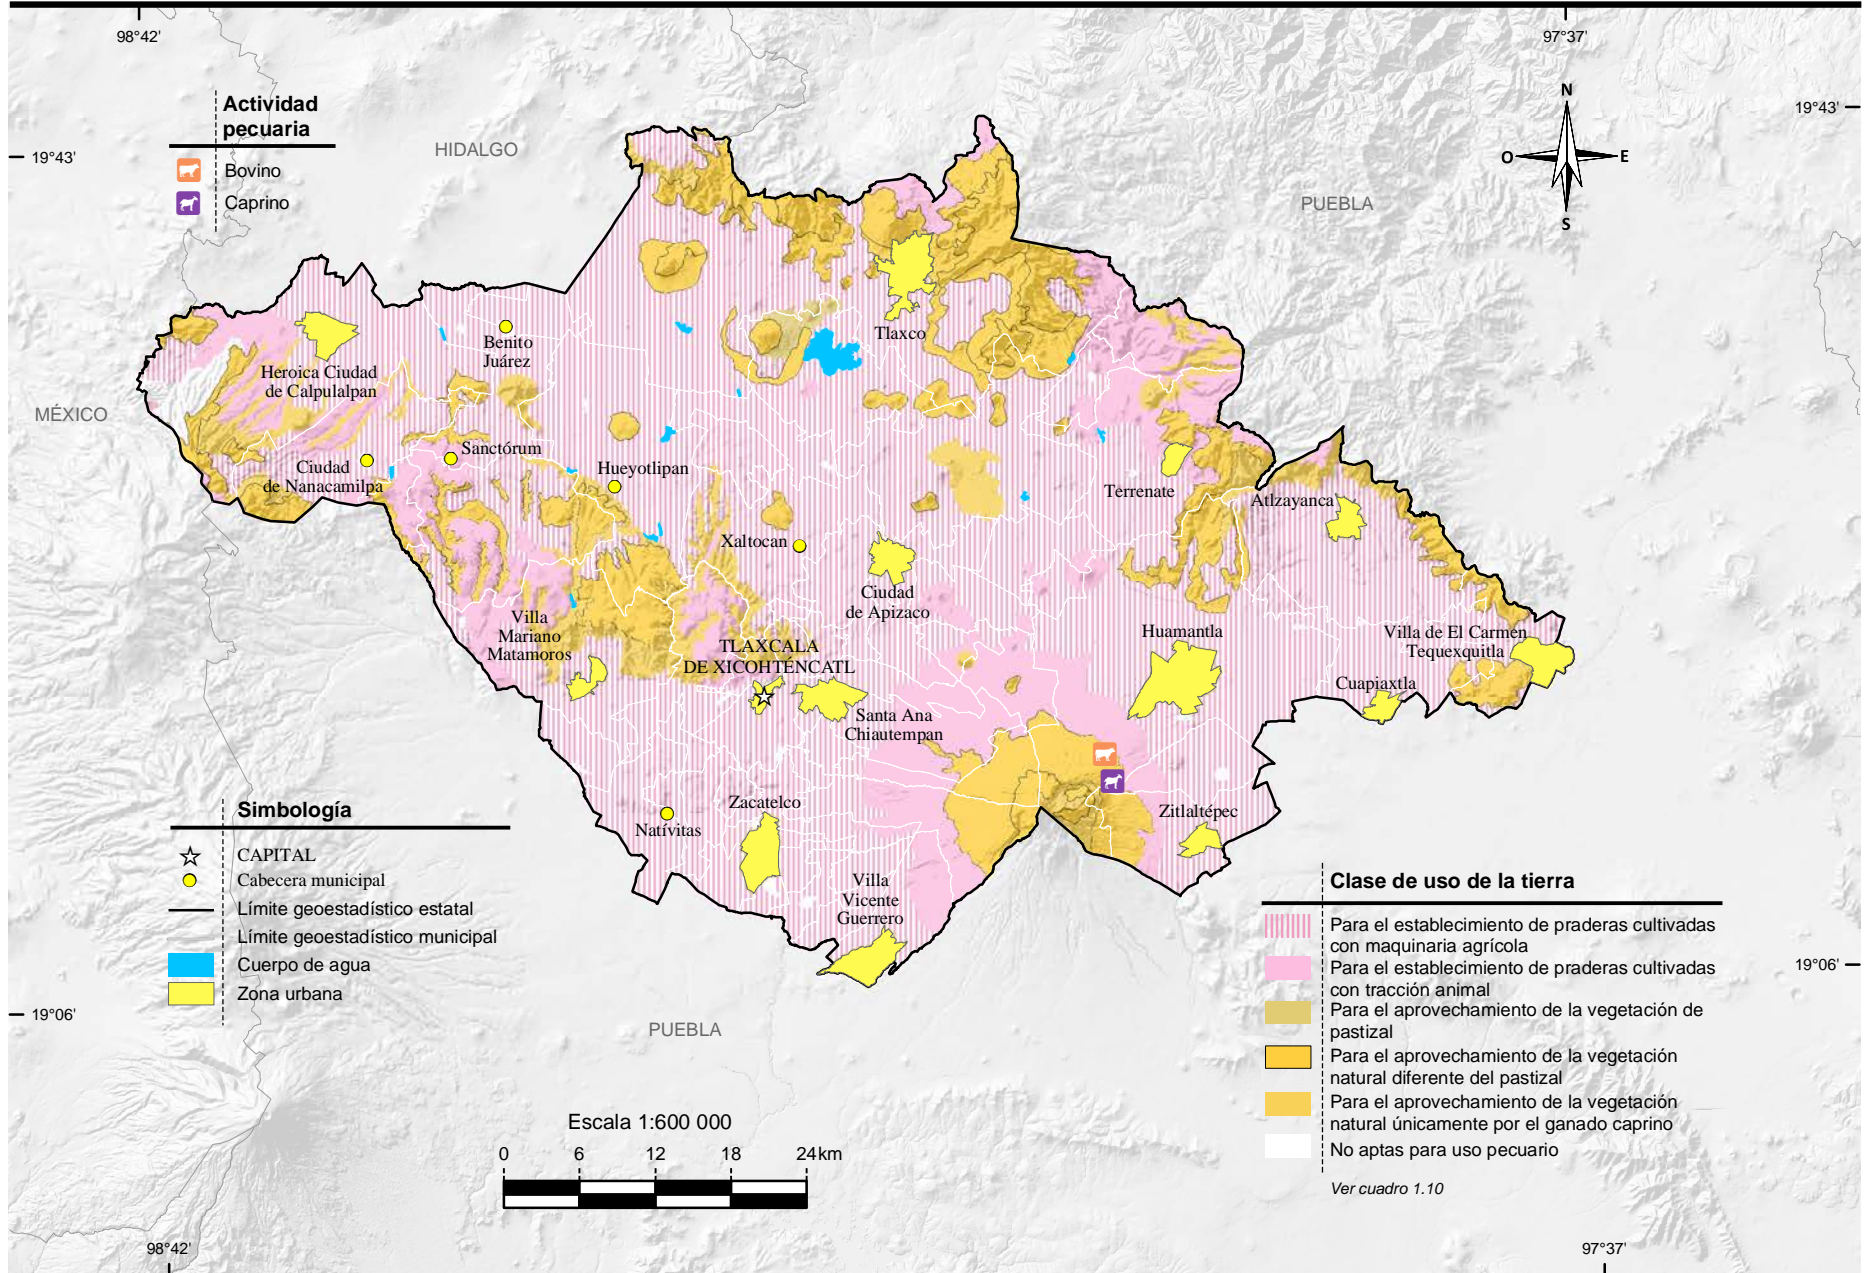 98°42'
97°37'
19°43'
19°43'
Actividad
pecuaria
Bovino
Caprino
HIDALGO
PUEBLA
N
O
E
S
MÉXICO
Benito
Juárez
Tlaxco
Heroica Ciudad
de Calpulalpan
Sanctórum
Ciudad
de Nanacamilpa
Hueyotlipan
Terrenate
Atlzayanca
Xaltocan
Ciudad
de Apizaco
Villa
Mariano
Matamoros
TLAXCALA
DE XICOHTÉNCATL
Huamantla
Villa de El Carmen
Tequexquitla
Cuapiaxtla
Santa Ana
Chiautempan
Zacatelco
Natívitas
Zitlaltépec
Villa
Vicente
Guerrero
Simbología
CAPITAL
Cabecera municipal
Límite geoestadístico estatal
Límite geoestadístico municipal
Cuerpo de agua
Zona urbana
Clase de uso de la tierra
Para el establecimiento de praderas cultivadas
con maquinaria agrícola
Para el establecimiento de praderas cultivadas
con tracción animal
Para el aprovechamiento de la vegetación de
pastizal
Para el aprovechamiento de la vegetación
natural diferente del pastizal
Para el aprovechamiento de la vegetación
natural únicamente por el ganado caprino
No aptas para uso pecuario
Ver cuadro 1.10
19°06'
19°06'
PUEBLA
Escala 1:600 000
0 6 12 18 24 km
98°42'
97°37'